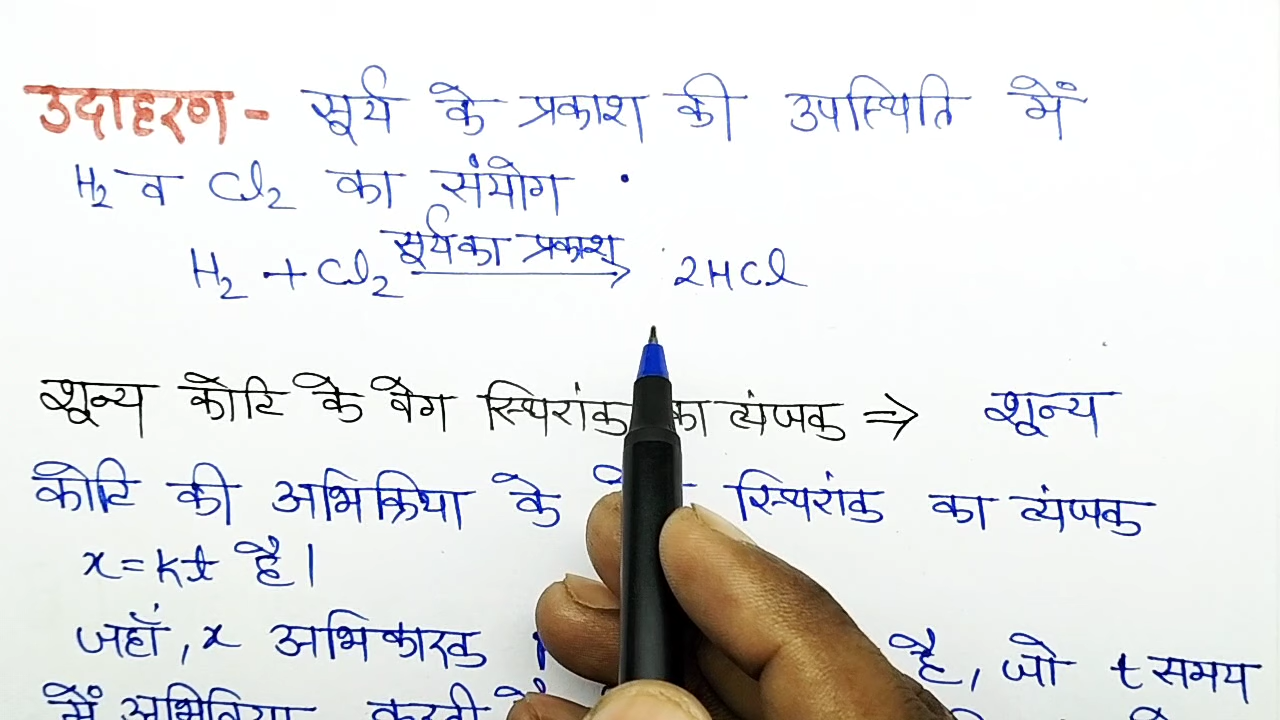 उदाहरण - सूर्य के प्रकाश की उपस्थिति में
H₂ व Cl₂ का संयोग .
सूर्य का प्रकाश
H₂ + Cl₂ → 2HCl
शून्य कोटि के वेग स्थिरांक का व्यंजक ⇒ शून्य
कोटि की अभिक्रिया के स्थिरांक का व्यंजक
x = kt है।
जहाँ, x अभिकारक है, जो t समय
में अभिक्रिया करती